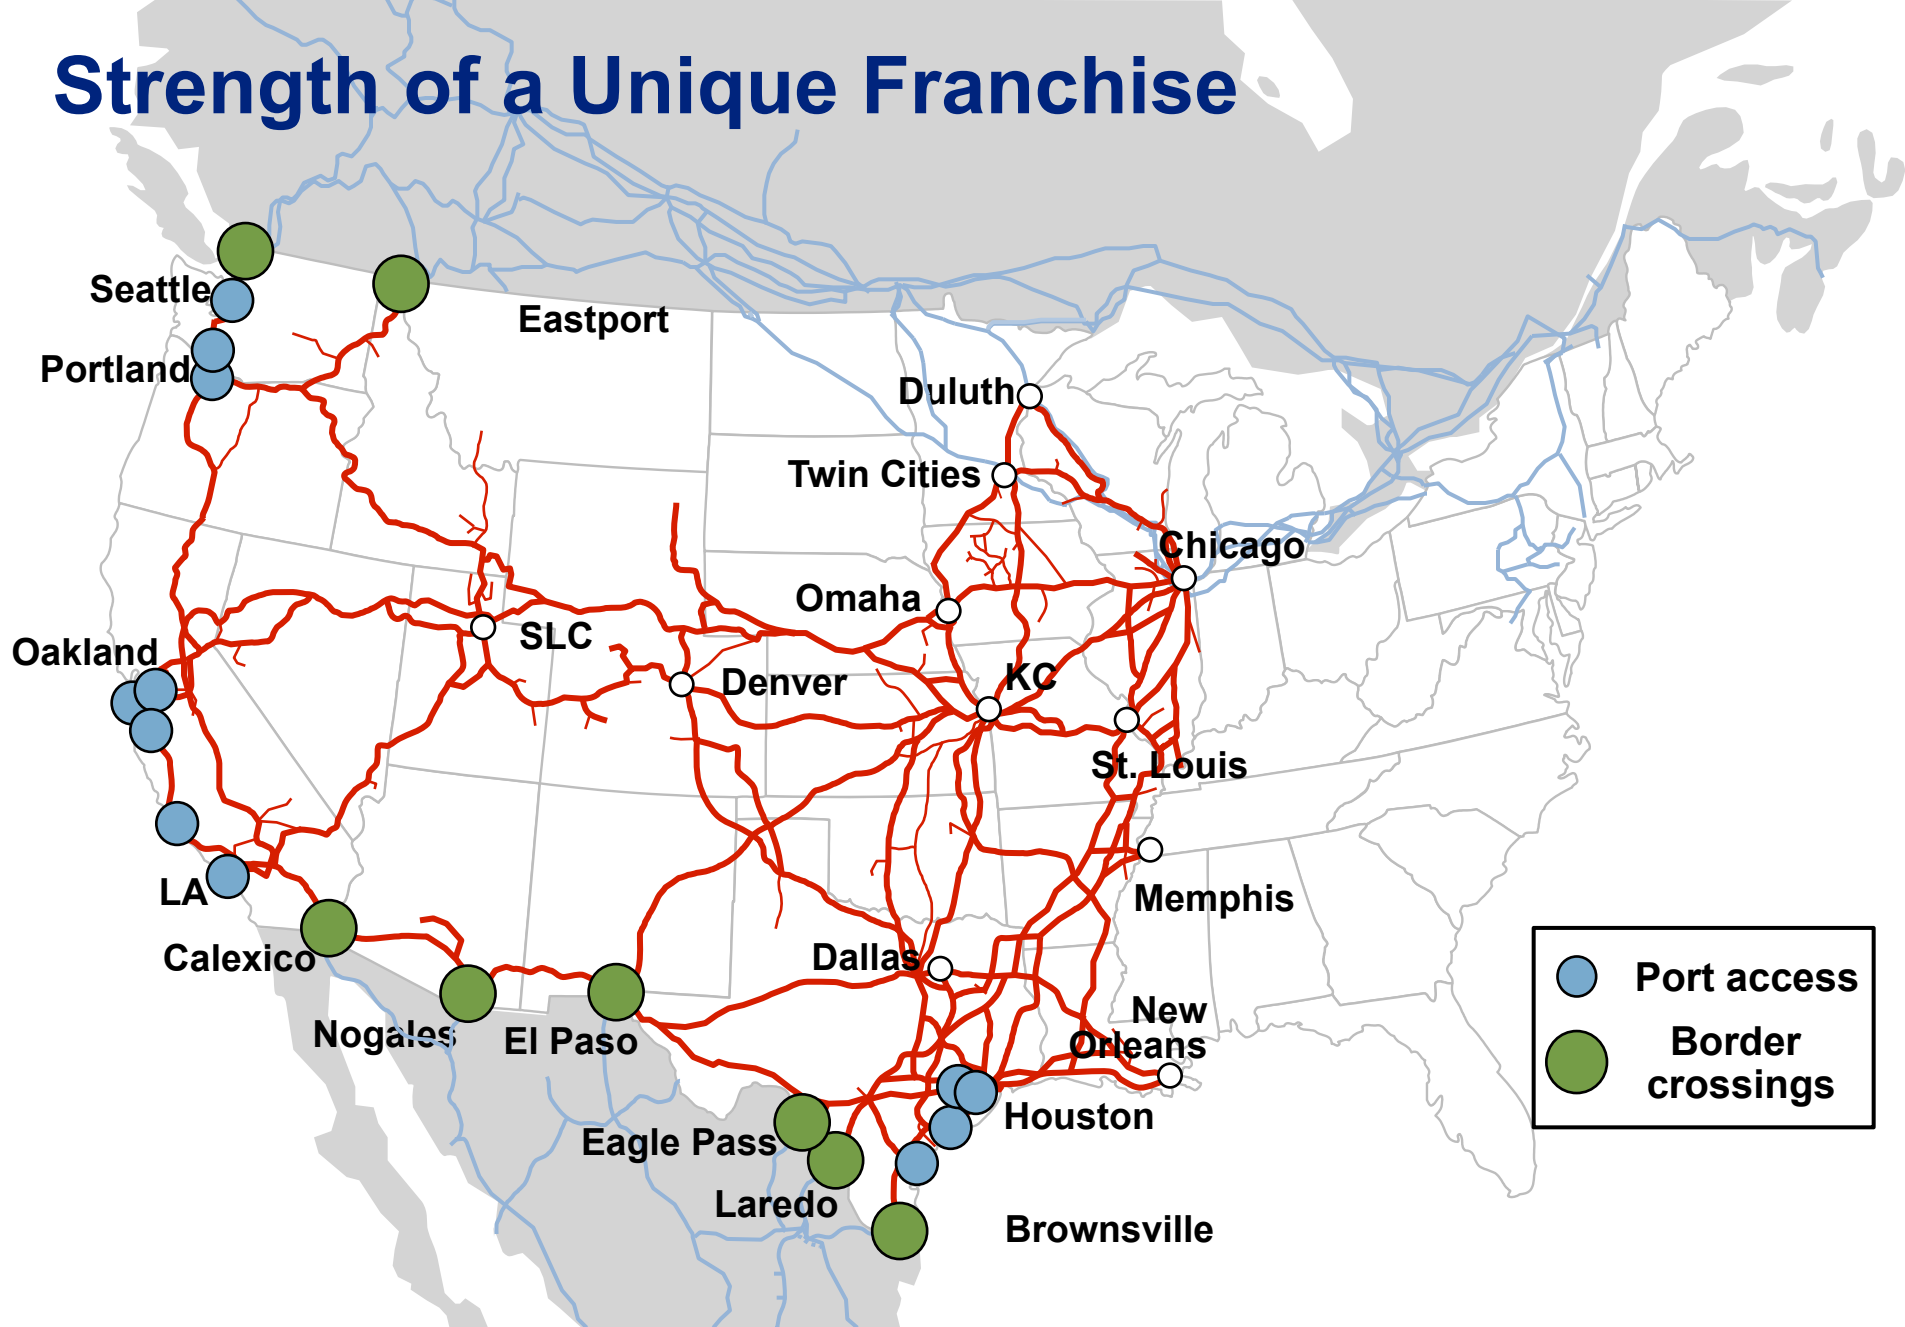 Strength of a Unique Franchise
Seattle
Eastport
Portland
Duluth
Twin Cities
Chicago
Omaha
SLC
Oakland
KC
Denver
St. Louis
LA
Memphis
Calexico
Dallas
Nogales
El Paso
New
Orleans
Houston
Eagle Pass
Laredo
Brownsville
Port access
Border
crossings